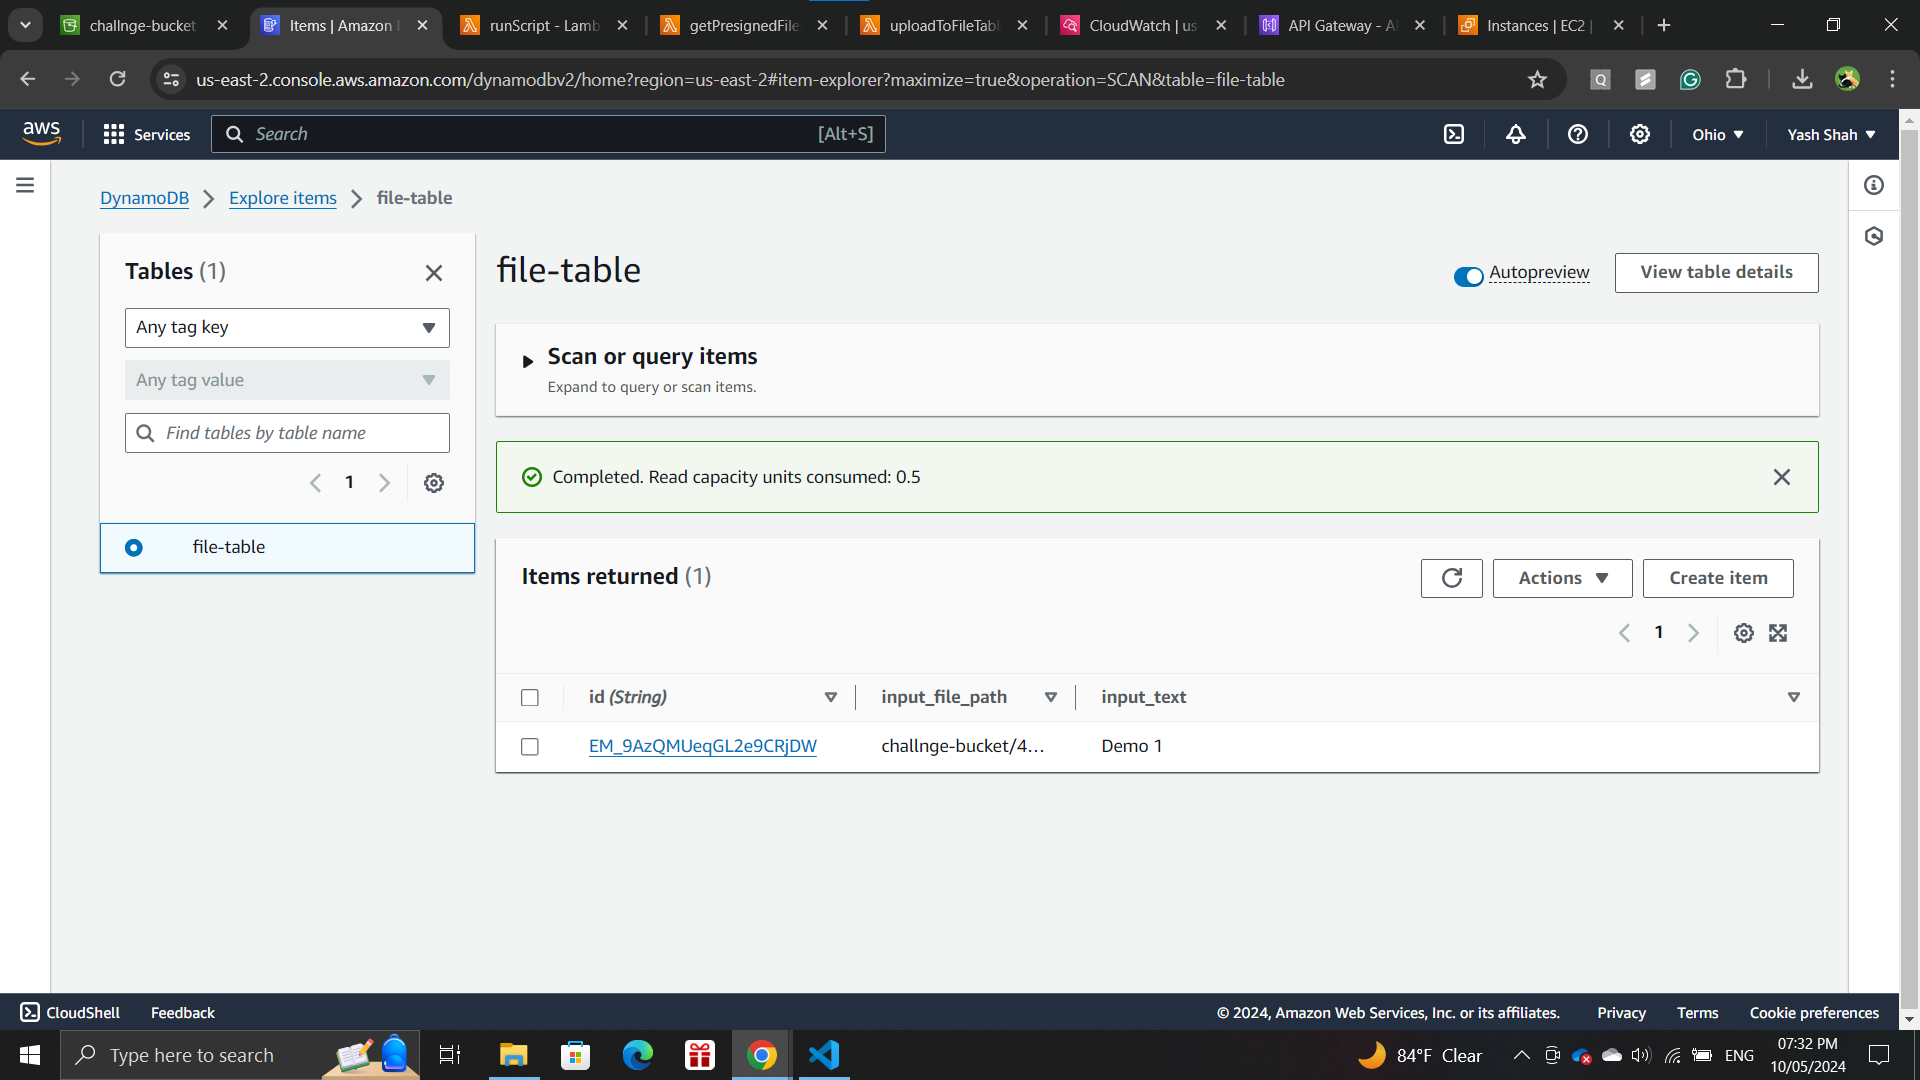 challnge-bucket
Items | Amazon D
runScript - Lamb
getPresignedFile
uploadToFileTabl
CloudWatch | us
API Gateway - A
Instances | EC2 |
us-east-2.console.aws.amazon.com/dynamodbv2/home?region=us-east-2#item-explorer?maximize=true&operation=SCAN&table=file-table
aws
Services
Search
[Alt+S]
Ohio
Yash Shah
DynamoDB
Explore items
file-table
Tables (1)
Any tag key
Any tag value
Find tables by table name
1
file-table
file-table
Autopreview
View table details
Scan or query items
Expand to query or scan items.
Completed. Read capacity units consumed: 0.5
Items returned (1)
Actions
Create item
1
id (String)
input_file_path
input_text
EM_9AzQMUeqGL2e9CRjDW
challnge-bucket/4...
Demo 1
CloudShell
Feedback
© 2024, Amazon Web Services, Inc. or its affiliates.
Privacy
Terms
Cookie preferences
Type here to search
84°F Clear
ENG
07:32 PM
10/05/2024